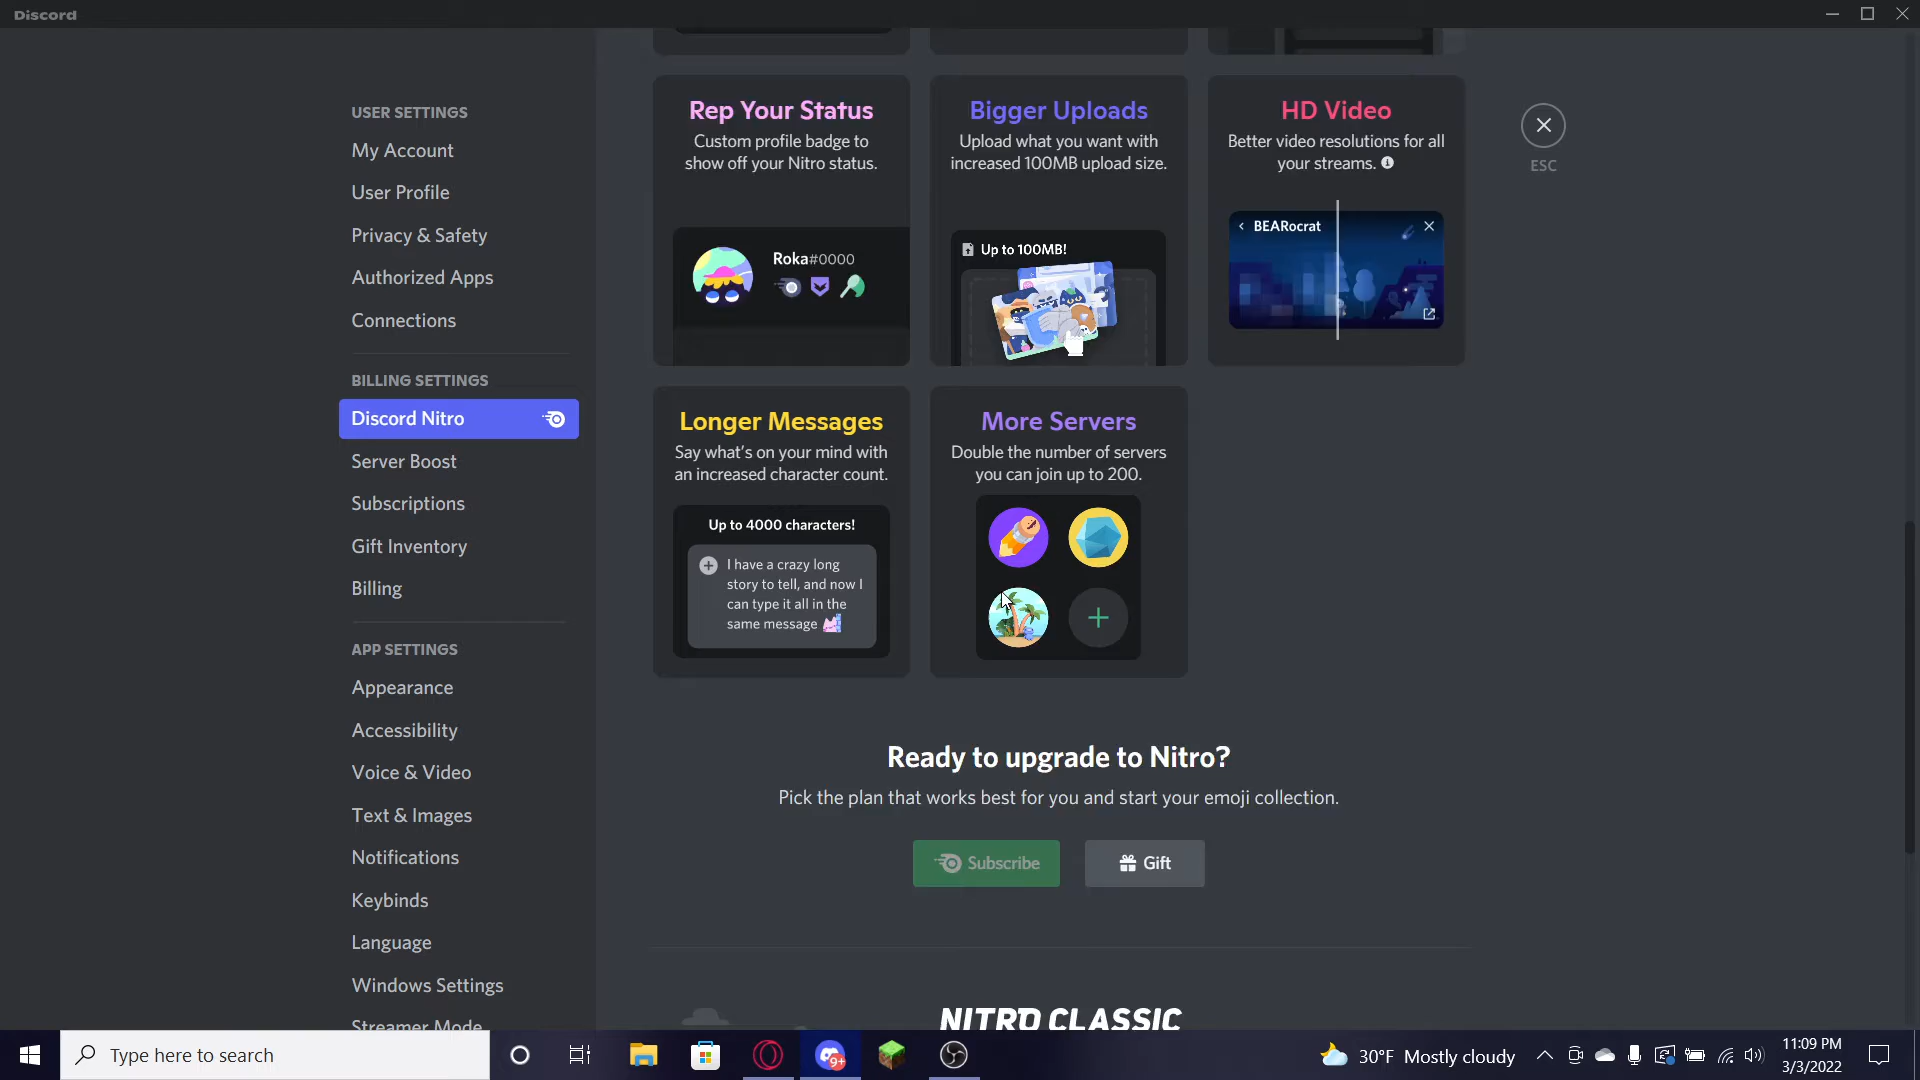 Discord
USER SETTINGS
My Account
User Profile
Privacy & Safety
Authorized Apps
Connections
BILLING SETTINGS
Discord Nitro
Server Boost
Subscriptions
Gift Inventory
Billing
APP SETTINGS
Appearance
Accessibility
Voice & Video
Text & Images
Notifications
Keybinds
Language
Windows Settings
Streamer Mode
Rep Your Status
Custom profile badge to
show off your Nitro status.
Roka#0000
Bigger Uploads
Upload what you want with
increased 100MB upload size.
Up to 100MB!
HD Video
Better video resolutions for all
your streams.
BEARocrat
ESC
Longer Messages
Say what's on your mind with
an increased character count.
Up to 4000 characters!
I have a crazy long
story to tell, and now I
can type it all in the
same message
More Servers
Double the number of servers
you can join up to 200.
Ready to upgrade to Nitro?
Pick the plan that works best for you and start your emoji collection.
Subscribe
Gift
NITRO CLASSIC
Type here to search
9+
30°F Mostly cloudy
11:09 PM
3/3/2022